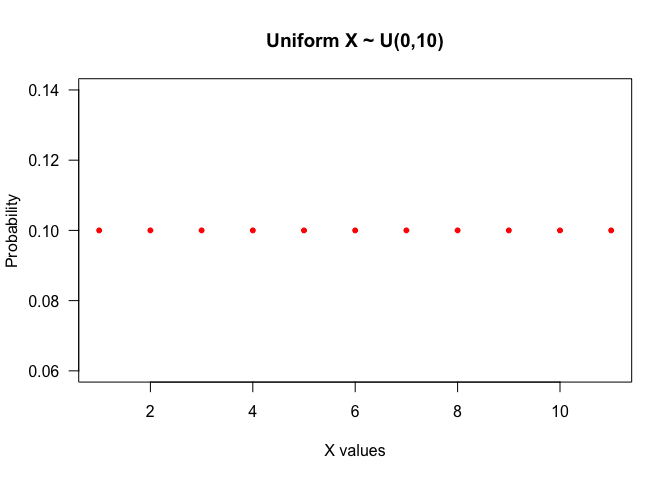 Uniform X ~ U(0,10)
0.14
0.12
0.10
0.08
0.06
Probability
2 4 6 8 10
X values